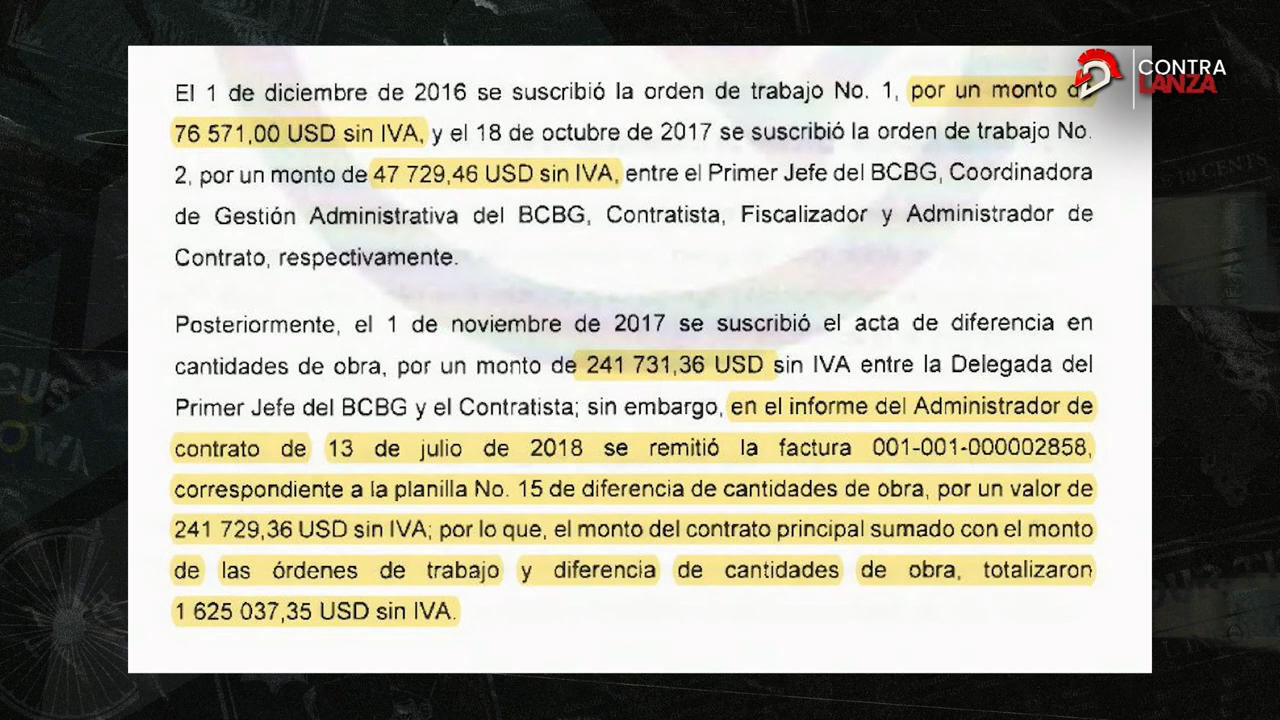 CONTRA
LANZA
El 1 de diciembre de 2016 se suscribió la orden de trabajo No. 1, por un monto
76 571,00 USD sin IVA, y el 18 de octubre de 2017 se suscribió la orden de trabajo No.
2, por un monto de 47 729,46 USD sin IVA, entre el Primer Jefe del BCBG, Coordinadora
de Gestión Administrativa del BCBG, Contratista, Fiscalizador y Administrador de
Contrato, respectivamente.
Posteriormente, el 1 de noviembre de 2017 se suscribió el acta de diferencia en
cantidades de obra, por un monto de 241 731,36 USD sin IVA entre la Delegada del
Primer Jefe del BCBG y el Contratista; sin embargo, en el informe del Administrador de
contrato de 13 de julio de 2018 se remitió la factura 001-001-000002858,
correspondiente a la planilla No. 15 de diferencia de cantidades de obra, por un valor de
241 729,36 USD sin IVA; por lo que, el monto del contrato principal sumado con el monto
de las órdenes de trabajo y diferencia de cantidades de obra, totalizaron
1 625 037,35 USD sin IVA.
10 CENTS